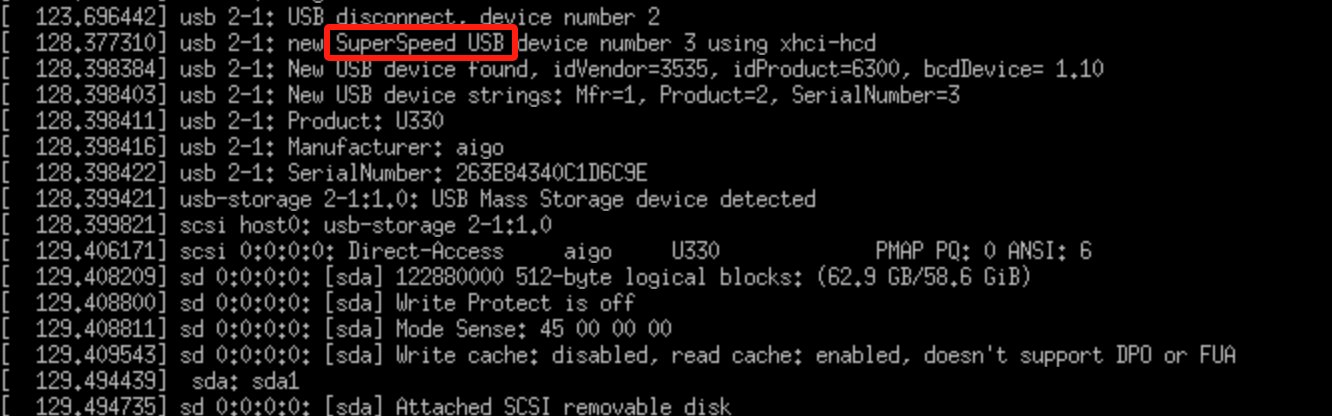 [  123.696442] usb 2-1: USB disconnect, device number 2
[  128.377310] usb 2-1: new SuperSpeed USB device number 3 using xhci-hcd
[  128.398384] usb 2-1: New USB device found, idVendor=3535, idProduct=6300, bcdDevice= 1.10
[  128.398403] usb 2-1: New USB device strings: Mfr=1, Product=2, SerialNumber=3
[  128.398411] usb 2-1: Product: U330
[  128.398416] usb 2-1: Manufacturer: aigo
[  128.398422] usb 2-1: SerialNumber: 263E84340C1D6C9E
[  128.399421] usb-storage 2-1:1.0: USB Mass Storage device detected
[  128.399821] scsi host0: usb-storage 2-1:1.0
[  129.406171] scsi 0:0:0:0: Direct-Access     aigo     U330             PMAP PQ: 0 ANSI: 6
[  129.408209] sd 0:0:0:0: [sda] 122880000 512-byte logical blocks: (62.9 GB/58.6 GiB)
[  129.408800] sd 0:0:0:0: [sda] Write Protect is off
[  129.408811] sd 0:0:0:0: [sda] Mode Sense: 45 00 00 00
[  129.409543] sd 0:0:0:0: [sda] Write cache: disabled, read cache: enabled, doesn't support DPO or FUA
[  129.494439]  sda: sda1
[  129.494735] sd 0:0:0:0: [sda] Attached SCSI removable disk